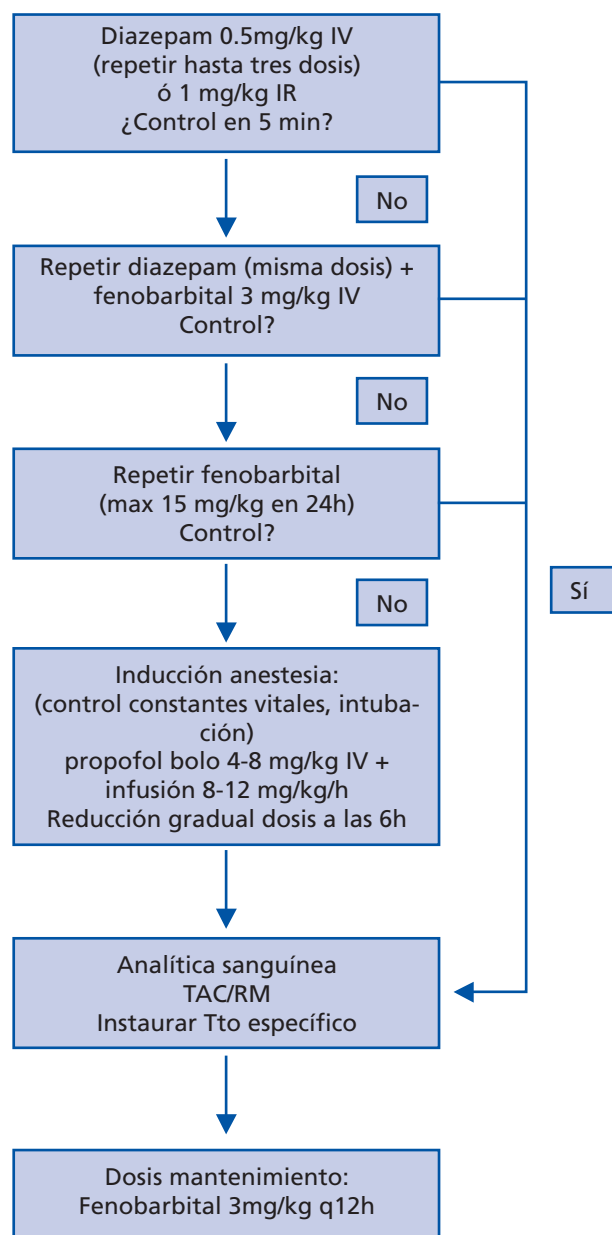 Diazepam 0.5mg/kg IV
(repetir hasta tres dosis)
ó 1 mg/kg IR
¿Control en 5 min?
No
Repetir diazepam (misma dosis) +
fenobarbital 3 mg/kg IV
Control?
No
Repetir fenobarbital
(max 15 mg/kg en 24h)
Control?
Sí
No
Inducción anestesia:
(control constantes vitales, intuba-
ción)
propofol bolo 4-8 mg/kg IV +
infusión 8-12 mg/kg/h
Reducción gradual dosis a las 6h
Analítica sanguínea
TAC/RM
Instaurar Tto específico
Dosis mantenimiento:
Fenobarbital 3mg/kg q12h